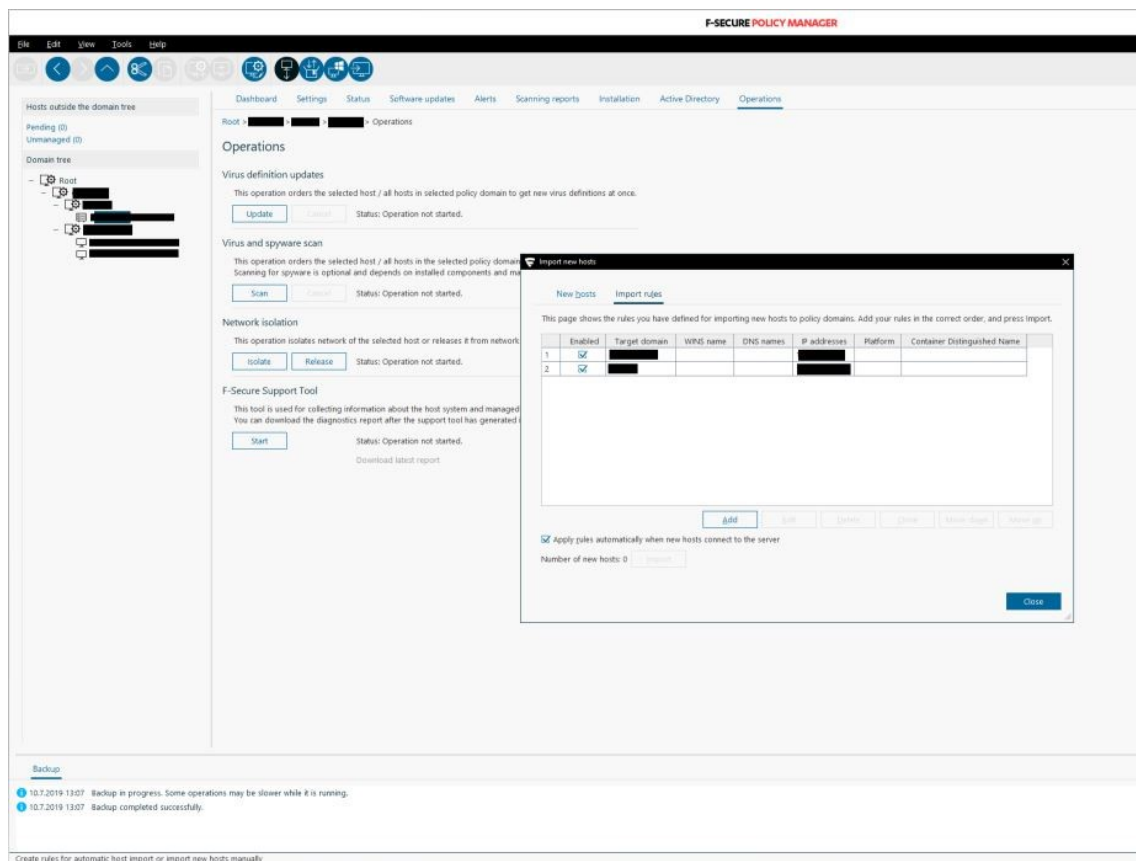 F-SECURE POLICY MANAGER
File Edit View Tools Help
Hosts outside the domain tree
Pending (0)
Unmanaged (0)
Domain tree
Root
Dashboard Settings Status Software updates Alerts Scanning reports Installation Active Directory Operations
Root > > > > Operations
Operations
Virus definition updates
This operation orders the selected host / all hosts in selected policy domain to get new virus definitions at once.
Update Cancel Status: Operation not started.
Virus and spyware scan
This operation orders the selected host / all hosts in the selected policy domain
Scanning for spyware is optional and depends on installed components and
Scan Cancel Status: Operation not started.
Network isolation
This operation isolates network of the selected host or releases it from network
Isolate Release Status: Operation not started.
F-Secure Support Tool
This tool is used for collecting information about the host system and managed
You can download the diagnostics report after the support tool has generated
Start Status: Operation not started.
Download latest report
Import new hosts
New hosts Import rules
This page shows the rules you have defined for importing new hosts to policy domains. Add your rules in the correct order, and press Import.
Enabled Target domain WINS name DNS names IP addresses Platform Container Distinguished Name
1
2
Add Edit Delete Clone Move down Move up
Apply rules automatically when new hosts connect to the server
Number of new hosts: 0 Import
Close
Backup
10.7.2019 13:07 Backup in progress. Some operations may be slower while it is running.
10.7.2019 13:07 Backup completed successfully.
Create rules for automatic host import or import new hosts manually